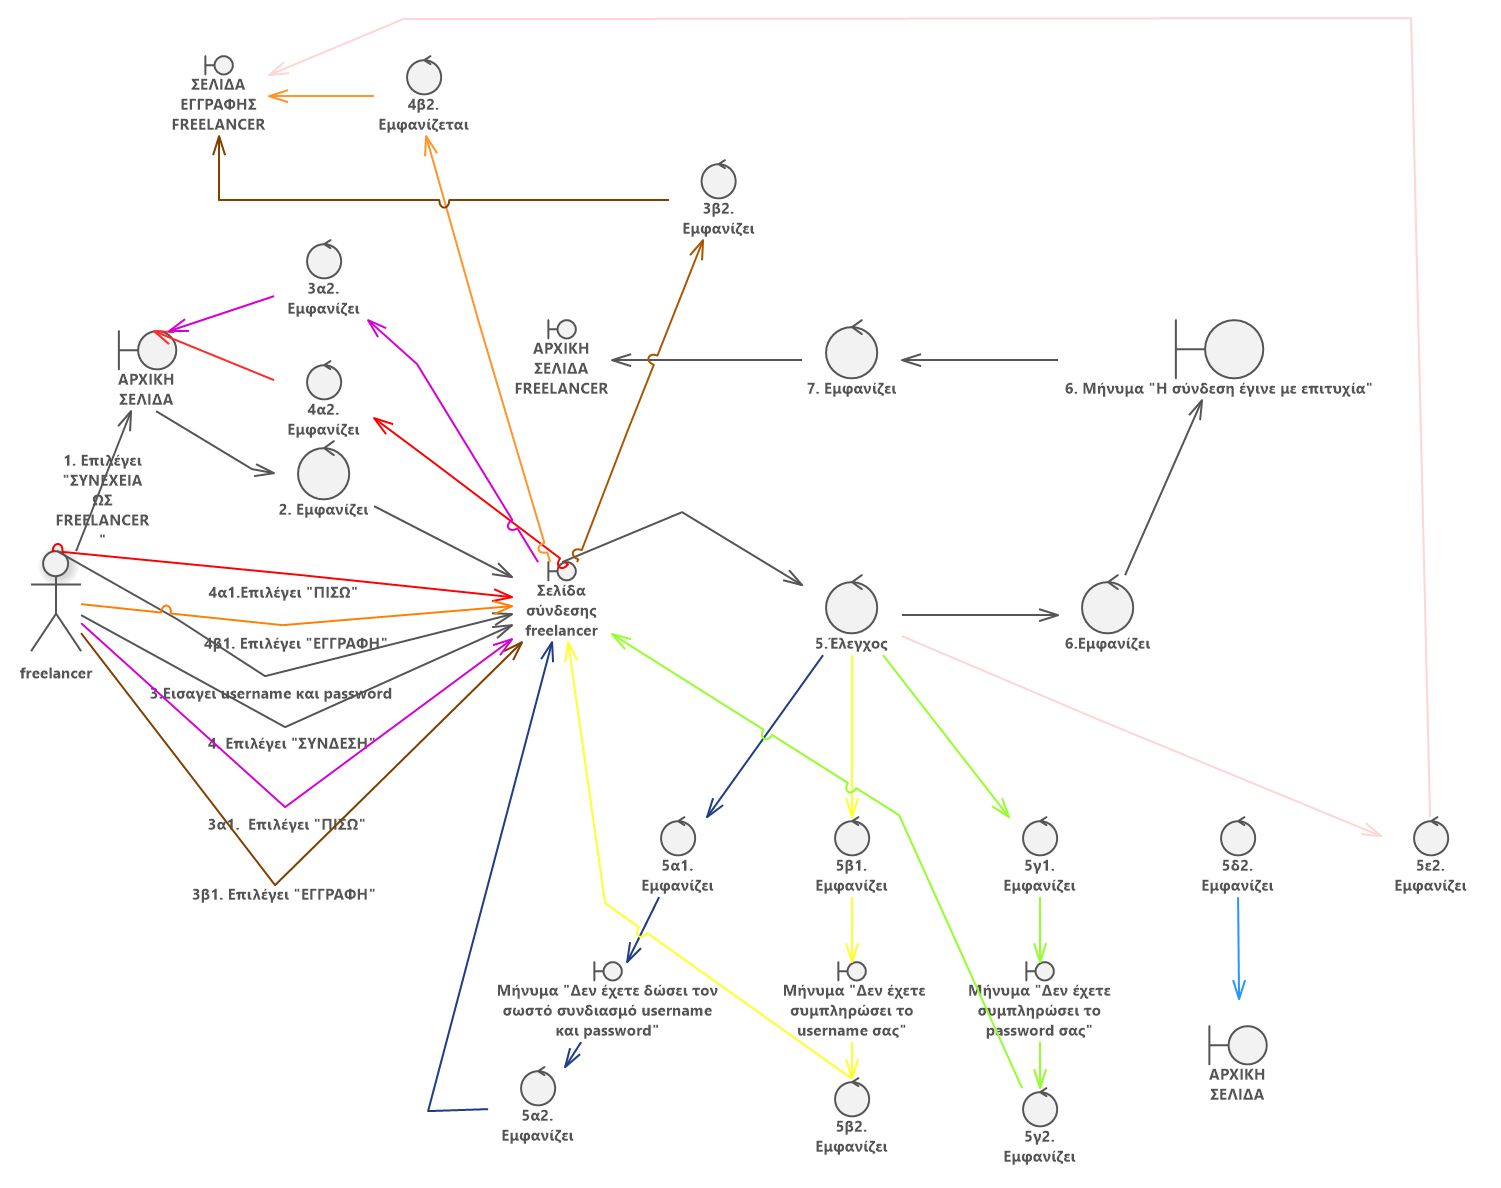 ΣΕΛΙΔΑ
ΕΓΓΡΑΦΗΣ
FREELANCER
4β2.
Εμφανίζεται
3β2.
Εμφανίζει
3α2.
Εμφανίζει
ΑΡΧΙΚΗ
ΣΕΛΙΔΑ
4α2.
Εμφανίζει
ΑΡΧΙΚΗ
ΣΕΛΙΔΑ
FREELANCER
7. Εμφανίζει
6. Μήνυμα "Η σύνδεση έγινε με επιτυχία"
1. Επιλέγει
"ΣΥΝΕΧΕΙΑ
ΩΣ
FREELANCER
"
2. Εμφανίζει
freelancer
4α1.Επιλέγει "ΠΙΣΩ"
4β1. Επιλέγει "ΕΓΓΡΑΦΗ"
3.Εισαγει username και password
4. Επιλέγει "ΣΥΝΔΕΣΗ"
3α1.  Επιλέγει "ΠΙΣΩ"
3β1. Επιλέγει "ΕΓΓΡΑΦΗ"
Σελίδα
σύνδεσης
freelancer
5.Έλεγχος
6.Εμφανίζει
5α1.
Εμφανίζει
5β1.
Εμφανίζει
5γ1.
Εμφανίζει
5δ2.
Εμφανίζει
5ε2.
Εμφανίζει
Μήνυμα "Δεν έχετε δώσει τον
σωστό συνδιασμό username
και password"
Μήνυμα "Δεν έχετε
συμπληρώσει το
username σας"
Μήνυμα "Δεν έχετε
συμπληρώσει το
password σας"
ΑΡΧΙΚΗ
ΣΕΛΙΔΑ
5α2.
Εμφανίζει
5β2.
Εμφανίζει
5γ2.
Εμφανίζει